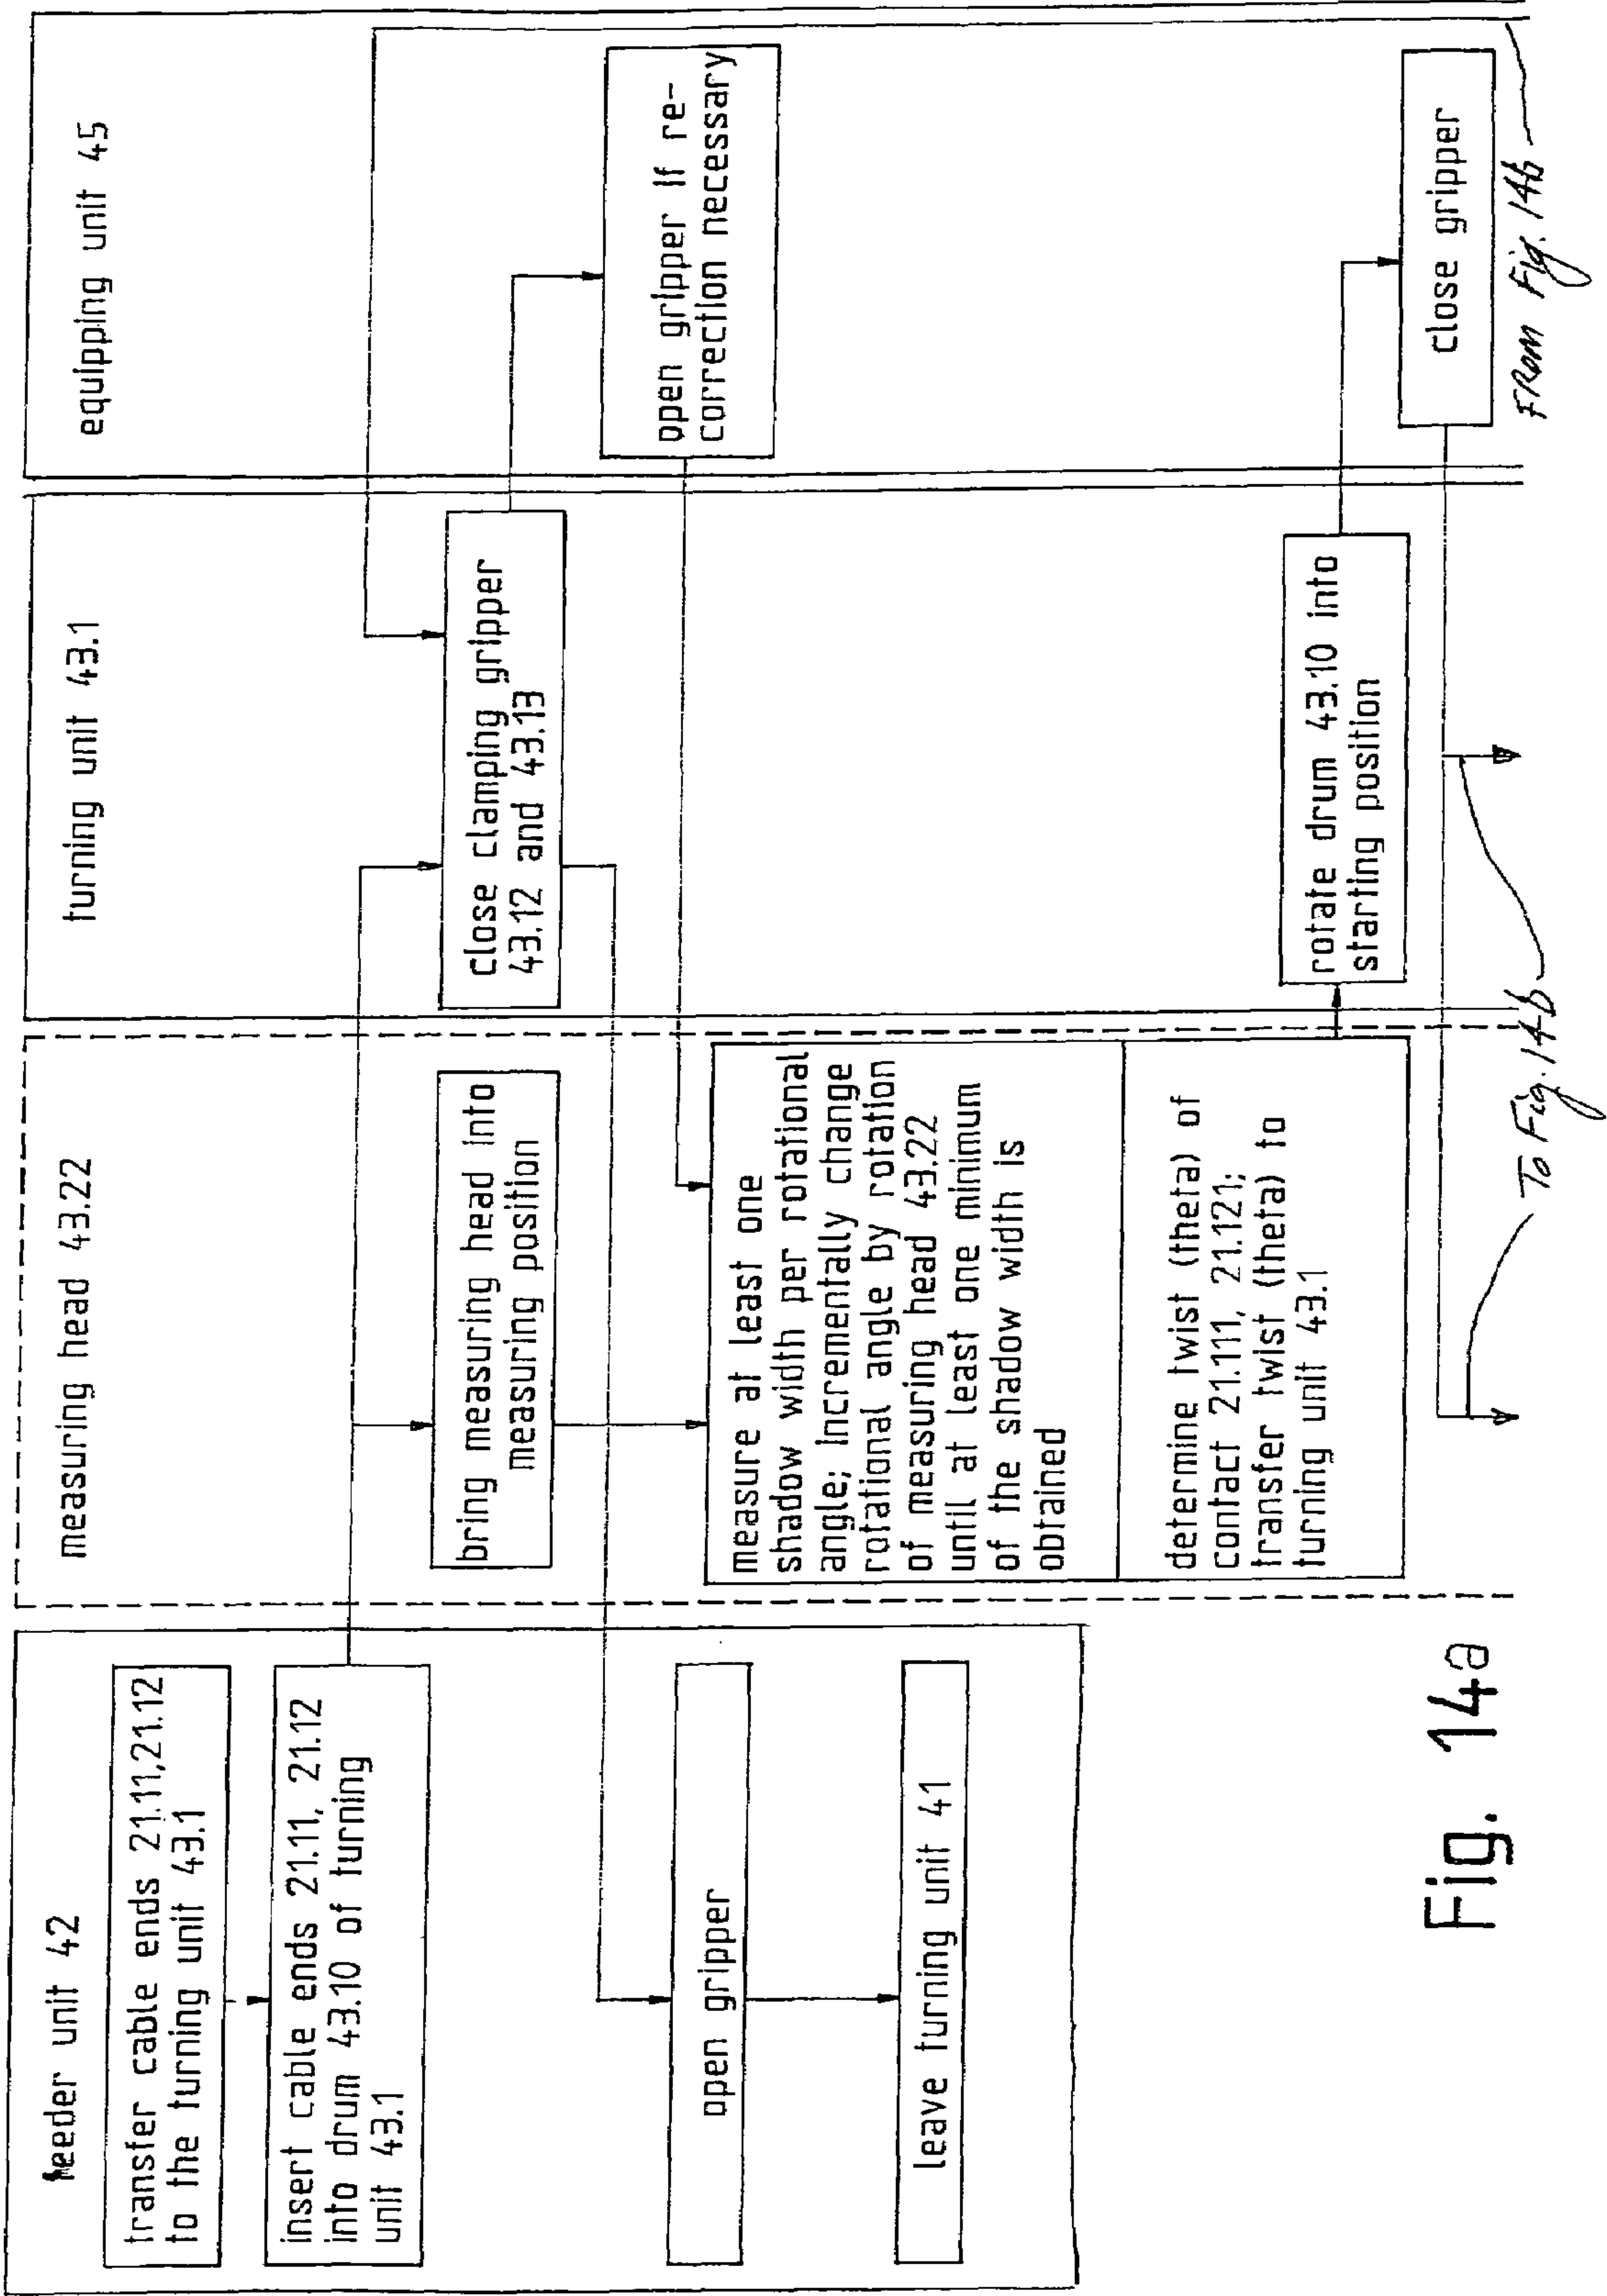 feeder unit 42
transfer cable ends 21.11,21.12
to the turning unit 43.1
insert cable ends 21.11, 21.12
into drum 43.10 of turning
unit 43.1
open gripper
leave turning unit 41
measuring head 43.22
bring measuring head into
measuring position
measure at least one
shadow width per rotational
angle; incrementally change
rotational angle by rotation
of measuring head 43.22
until at least one minimum
of the shadow width is
obtained
determine twist (theta) of
contact 21.111, 21.121;
transfer twist (theta) to
turning unit 43.1
turning unit 43.1
close clamping gripper
43.12 and 43.13
rotate drum 43.10 into
starting position
equipping unit 45
open gripper if re-
correction necessary
close gripper
To Fig. 14b
FROM Fig. 14b
Fig. 14a